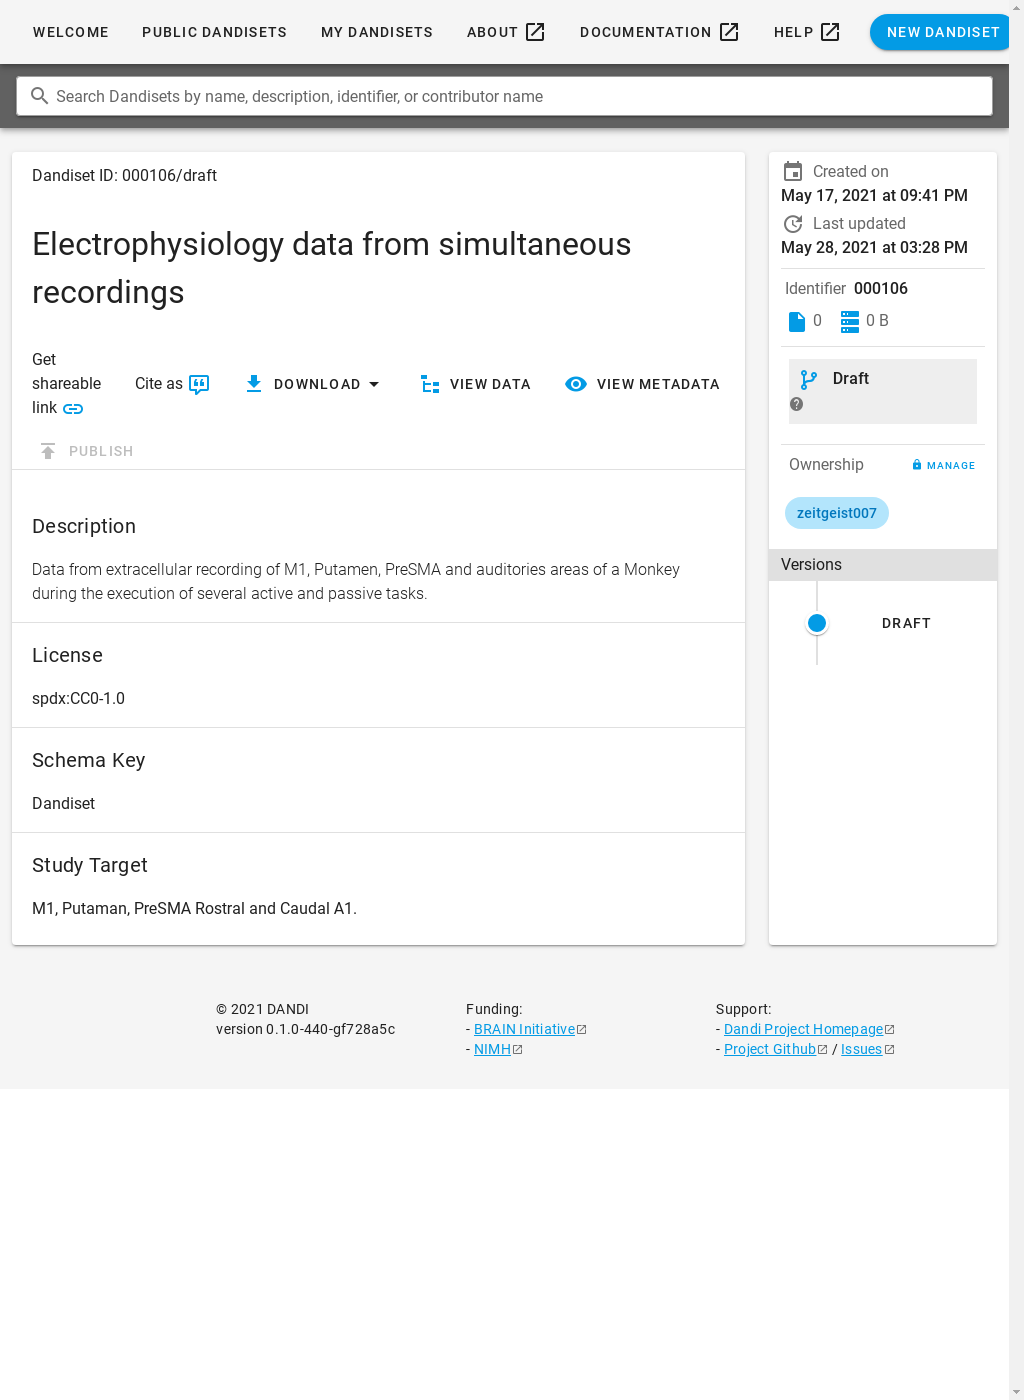 WELCOME PUBLIC DANDISETS MY DANDISETS ABOUT DOCUMENTATION HELP NEW DANDISET
Search Dandisets by name, description, identifier, or contributor name
Dandiset ID: 000106/draft
Electrophysiology data from simultaneous
recordings
Get
shareable
link
Cite as
DOWNLOAD
VIEW DATA
VIEW METADATA
PUBLISH
Description
Data from extracellular recording of M1, Putamen, PreSMA and auditories areas of a Monkey
during the execution of several active and passive tasks.
License
spdx:CC0-1.0
Schema Key
Dandiset
Study Target
M1, Putaman, PreSMA Rostral and Caudal A1.
Created on
May 17, 2021 at 09:41 PM
Last updated
May 28, 2021 at 03:28 PM
Identifier 000106
0 0 B
Draft
Ownership MANAGE
zeitgeist007
Versions
DRAFT
© 2021 DANDI
version 0.1.0-440-gf728a5c
Funding:
- BRAIN Initiative
- NIMH
Support:
- Dandi Project Homepage
- Project Github / Issues